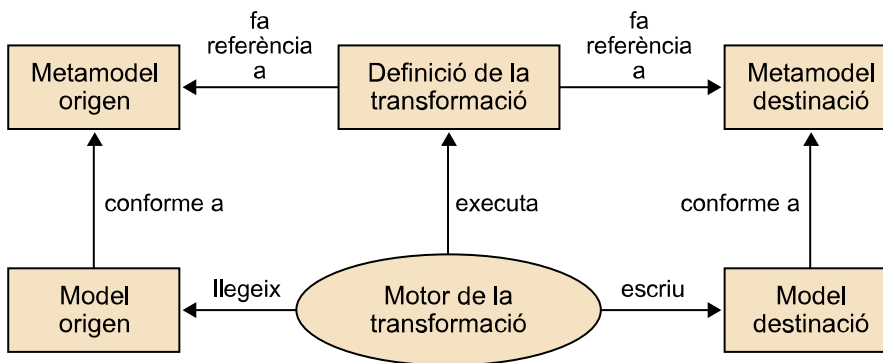 fa
referència
a
fa
referència
a
Metamodel
origen
Definició de la
transformació
Metamodel
destinació
conforme a
executa
conforme a
Model
origen
llegeix
Motor de la
transformació
escriu
Model
destinació